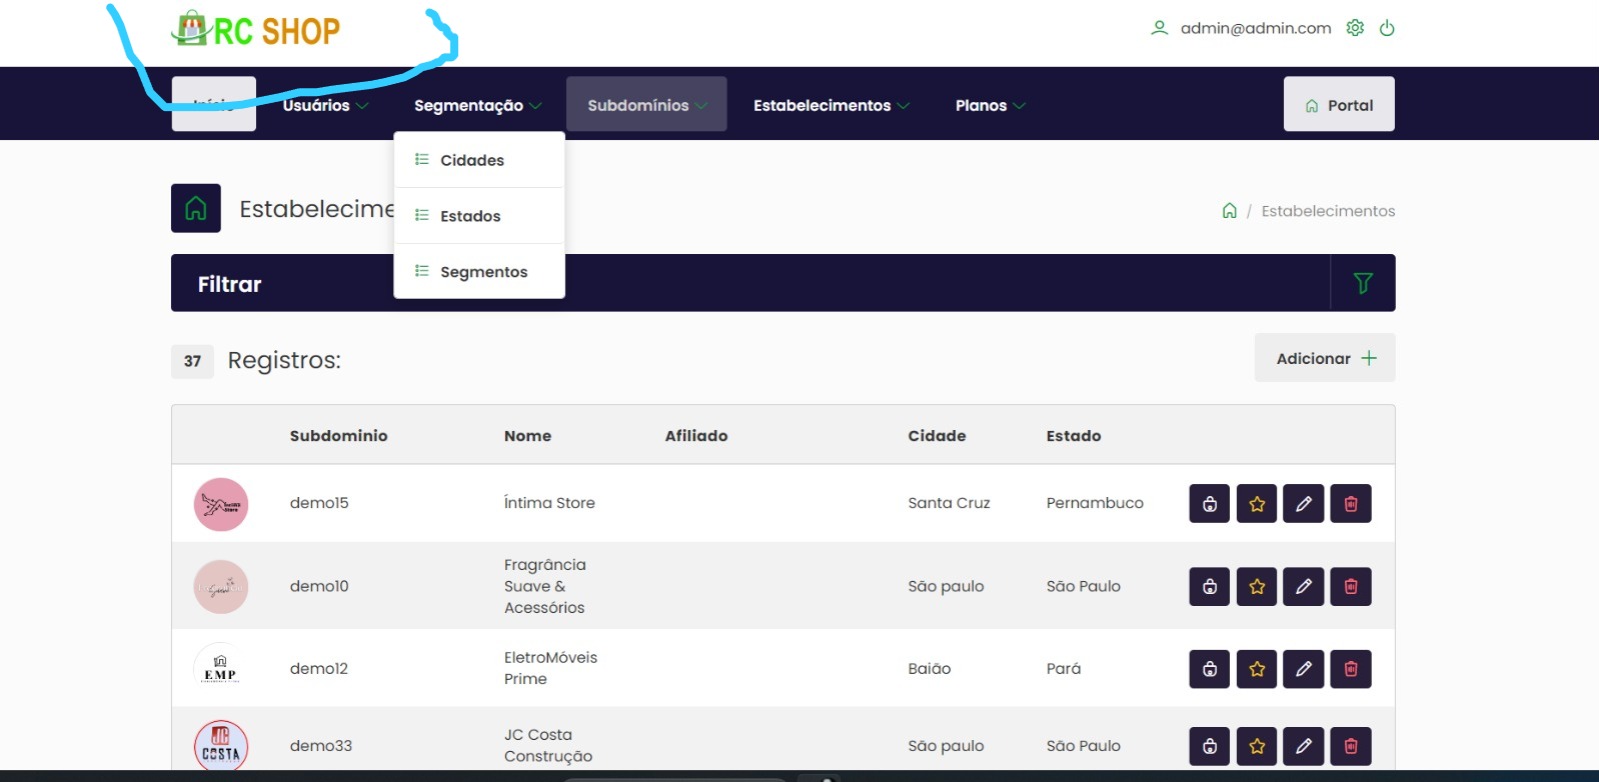 RC SHOP
admin@admin.com
Início Usuários Segmentação Subdomínios Estabelecimentos Planos Portal
Cidades
Estados
Segmentos
Estabelecime
/ Estabelecimentos
Filtrar
37 Registros:
Adicionar
Subdominio Nome Afiliado Cidade Estado
demo15 Íntima Store Santa Cruz Pernambuco
demo10 Fragrância Suave & Acessórios São paulo São Paulo
EMP
demo12 EletroMóveis Prime Baião Pará
JC
COSTA
demo33 JC Costa Construção São paulo São Paulo